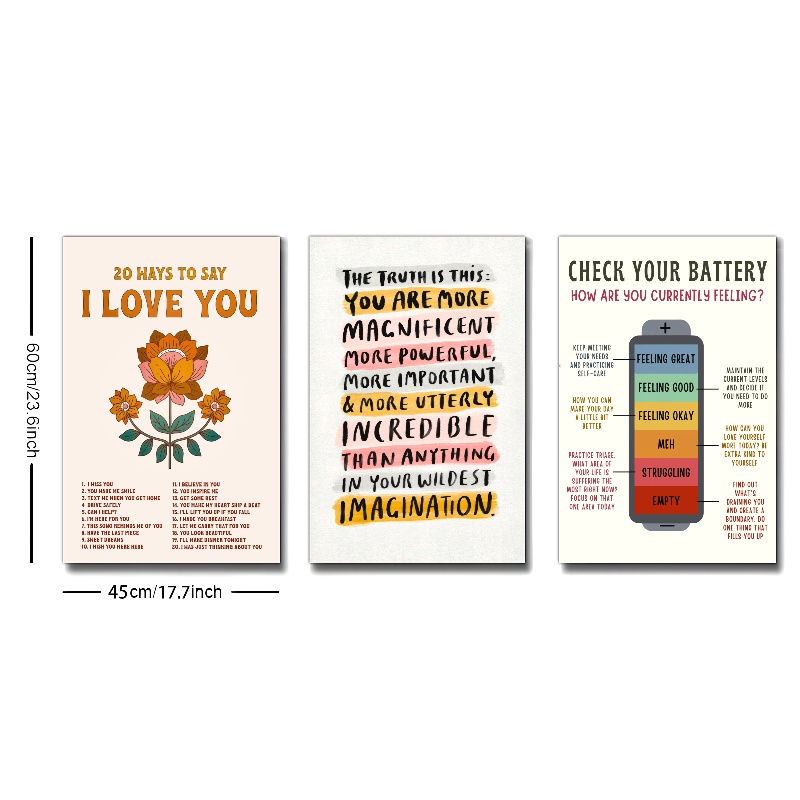 60cm/23.6inch
45cm/17.7inch
20 WAYS TO SAY
I LOVE YOU
1. I MISS YOU
2. YOU MAKE ME SMILE
3. TEXT ME WHEN YOU GET HOME
4. DRIVE SAFELY
5. CAN I HELP?
6. I'M HERE FOR YOU
7. THIS SONG REMINDS ME OF YOU
8. HAVE THE LAST PIECE
9. SWEET DREAMS
10. I WISH YOU WERE HERE
11. I BELIEVE IN YOU
12. YOU INSPIRE ME
13. GET SOME REST
14. YOU MAKE MY HEART SKIP A BEAT
15. I'LL LIFT YOU UP IF YOU FALL
16. I MADE YOU BREAKFAST
17. LET ME CARRY THAT FOR YOU
18. YOU LOOK BEAUTIFUL
19. I'LL MAKE DINNER TONIGHT
20. I WAS JUST THINKING ABOUT YOU
THE TRUTH IS THIS:
YOU ARE MORE
MAGNIFICENT
MORE POWERFUL,
MORE IMPORTANT
& MORE UTTERLY
INCREDIBLE
THAN ANYTHING
IN YOUR WILDEST
IMAGINATION.
CHECK YOUR BATTERY
HOW ARE YOU CURRENTLY FEELING?
+
KEEP MEETING
YOUR NEEDS
AND PRACTICING
SELF-CARE
FEELING GREAT
FEELING GOOD
MAINTAIN THE
CURRENT LEVELS
AND DECIDE IF
YOU NEED TO DO
MORE
HOW YOU CAN
MAKE YOUR DAY
A LITTLE BIT
BETTER
FEELING OKAY
MEH
HOW CAN YOU
LOVE YOURSELF
MORE TODAY? BE
EXTRA KIND TO
YOURSELF
PRACTICE TRIAGE.
WHAT AREA OF
YOUR LIFE IS
SUFFERING THE
MOST RIGHT NOW?
FOCUS ON THAT
ONE AREA TODAY
STRUGGLING
EMPTY
FIND OUT
WHAT'S
DRAINING YOU
AND CREATE A
BOUNDARY. DO
ONE THING THAT
FILLS YOU UP
−